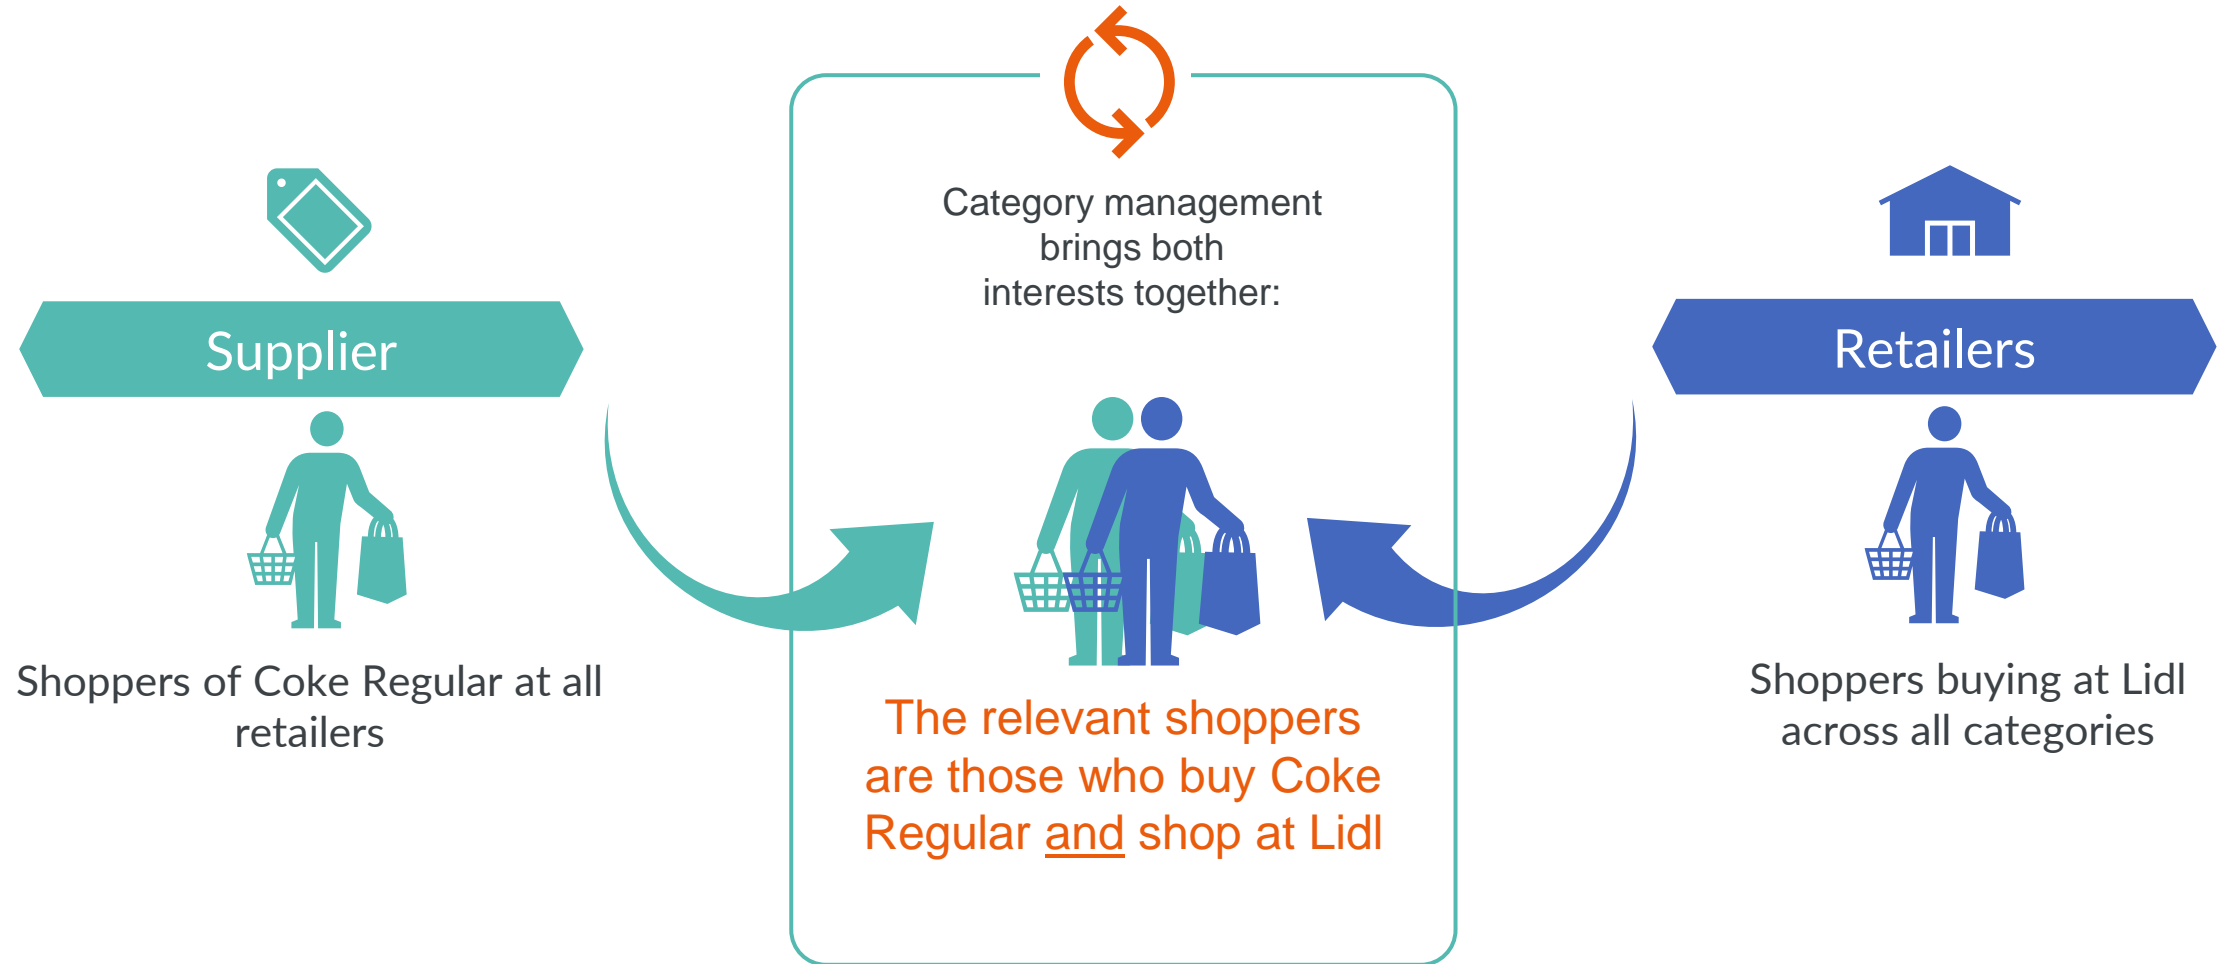 Supplier
Shoppers of Coke Regular at all
retailers
Category management
brings both
interests together:
The relevant shoppers
are those who buy Coke
Regular and shop at Lidl
Retailers
Shoppers buying at Lidl
across all categories